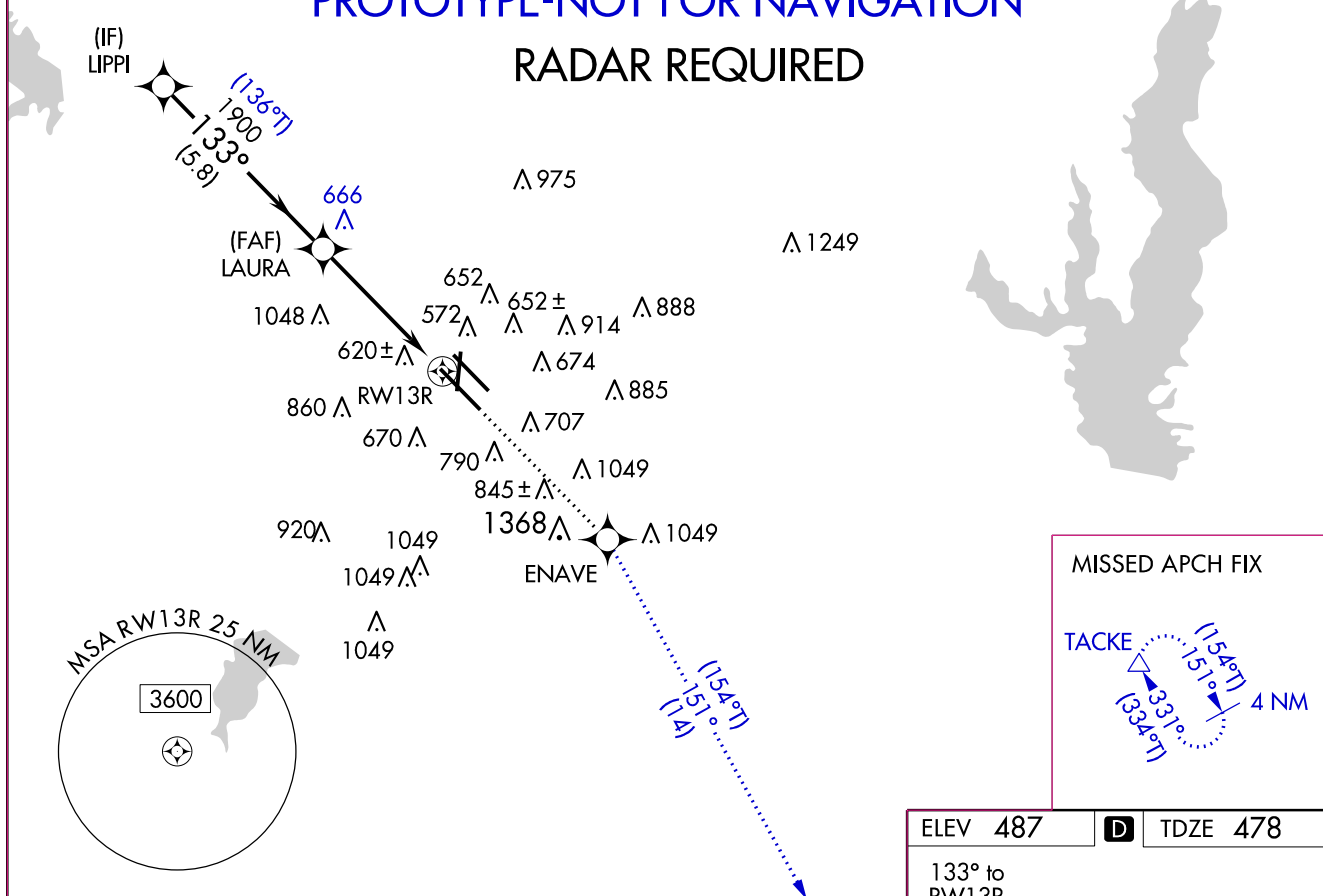 PROTOTYPE-NOT FOR NAVIGATION
RADAR REQUIRED
(IF)
LIPPI
(136°T)
1900
133°
(5.8)
666
(FAF)
LAURA
975
1249
652
652±
572
914
888
1048
620±
674
RW13R
885
860
707
670
790
1049
845±
1368
1049
ENAVE
920
1049
1049
1049
MSA RW13R 25 NM
3600
(154°T)
151°
(14)
MISSED APCH FIX
TACKE
(154°T)
151°
4 NM
331°
(334°T)
ELEV 487
D
TDZE 478
133° to
RW13R